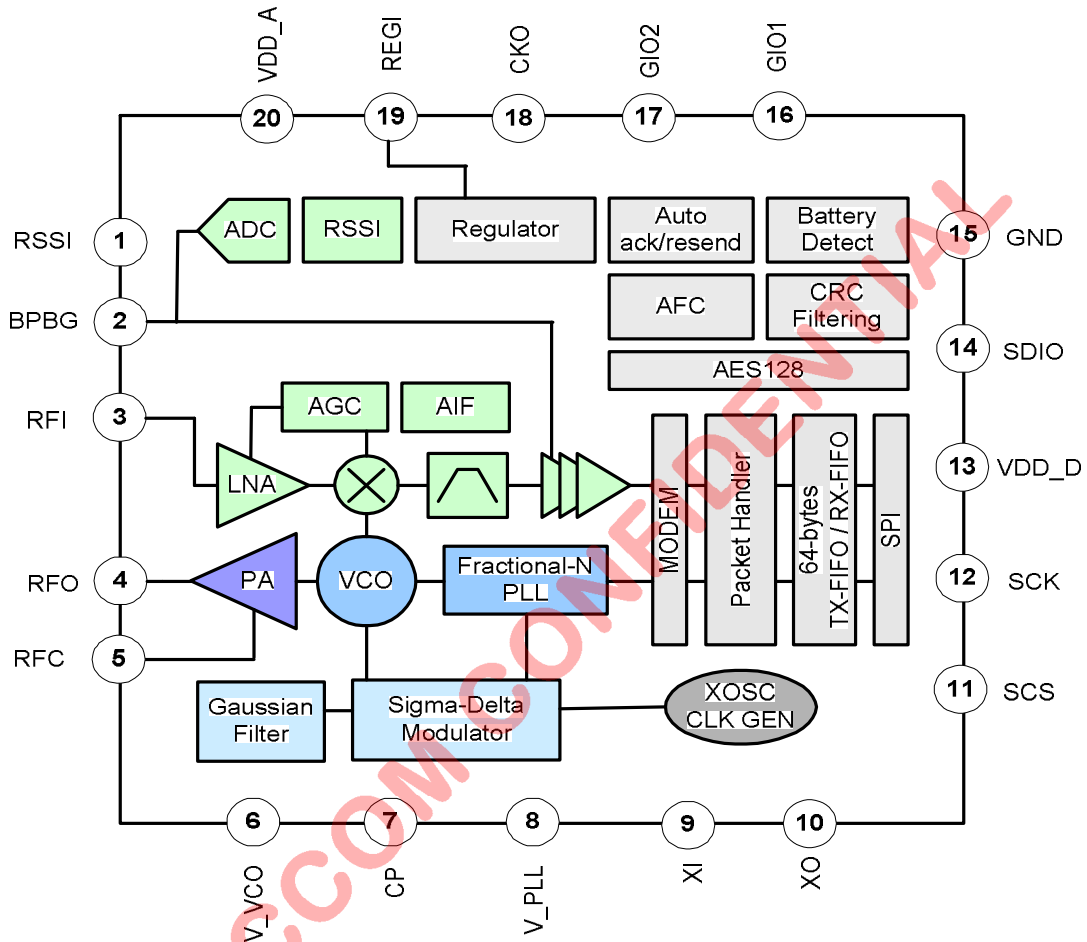 VDD_A
REGI
CKO
GIO2
GIO1
20
19
18
17
16
RSSI
1
BPBG
2
RFI
3
RFO
4
RFC
5
ADC
RSSI
Regulator
Auto
ack/resend
Battery
Detect
AFC
CRC
Filtering
AES128
AGC
AIF
LNA
PA
VCO
Fractional-N
PLL
MODEM
Packet Handler
64-bytes
TX-FIFO / RX-FIFO
SPI
Gaussian
Filter
Sigma-Delta
Modulator
XOSC
CLK GEN
15
GND
14
SDIO
13
VDD_D
12
SCK
11
SCS
6
7
8
9
10
V_VCO
CP
V_PLL
XI
XO
CCOM CONFIDENTIAL